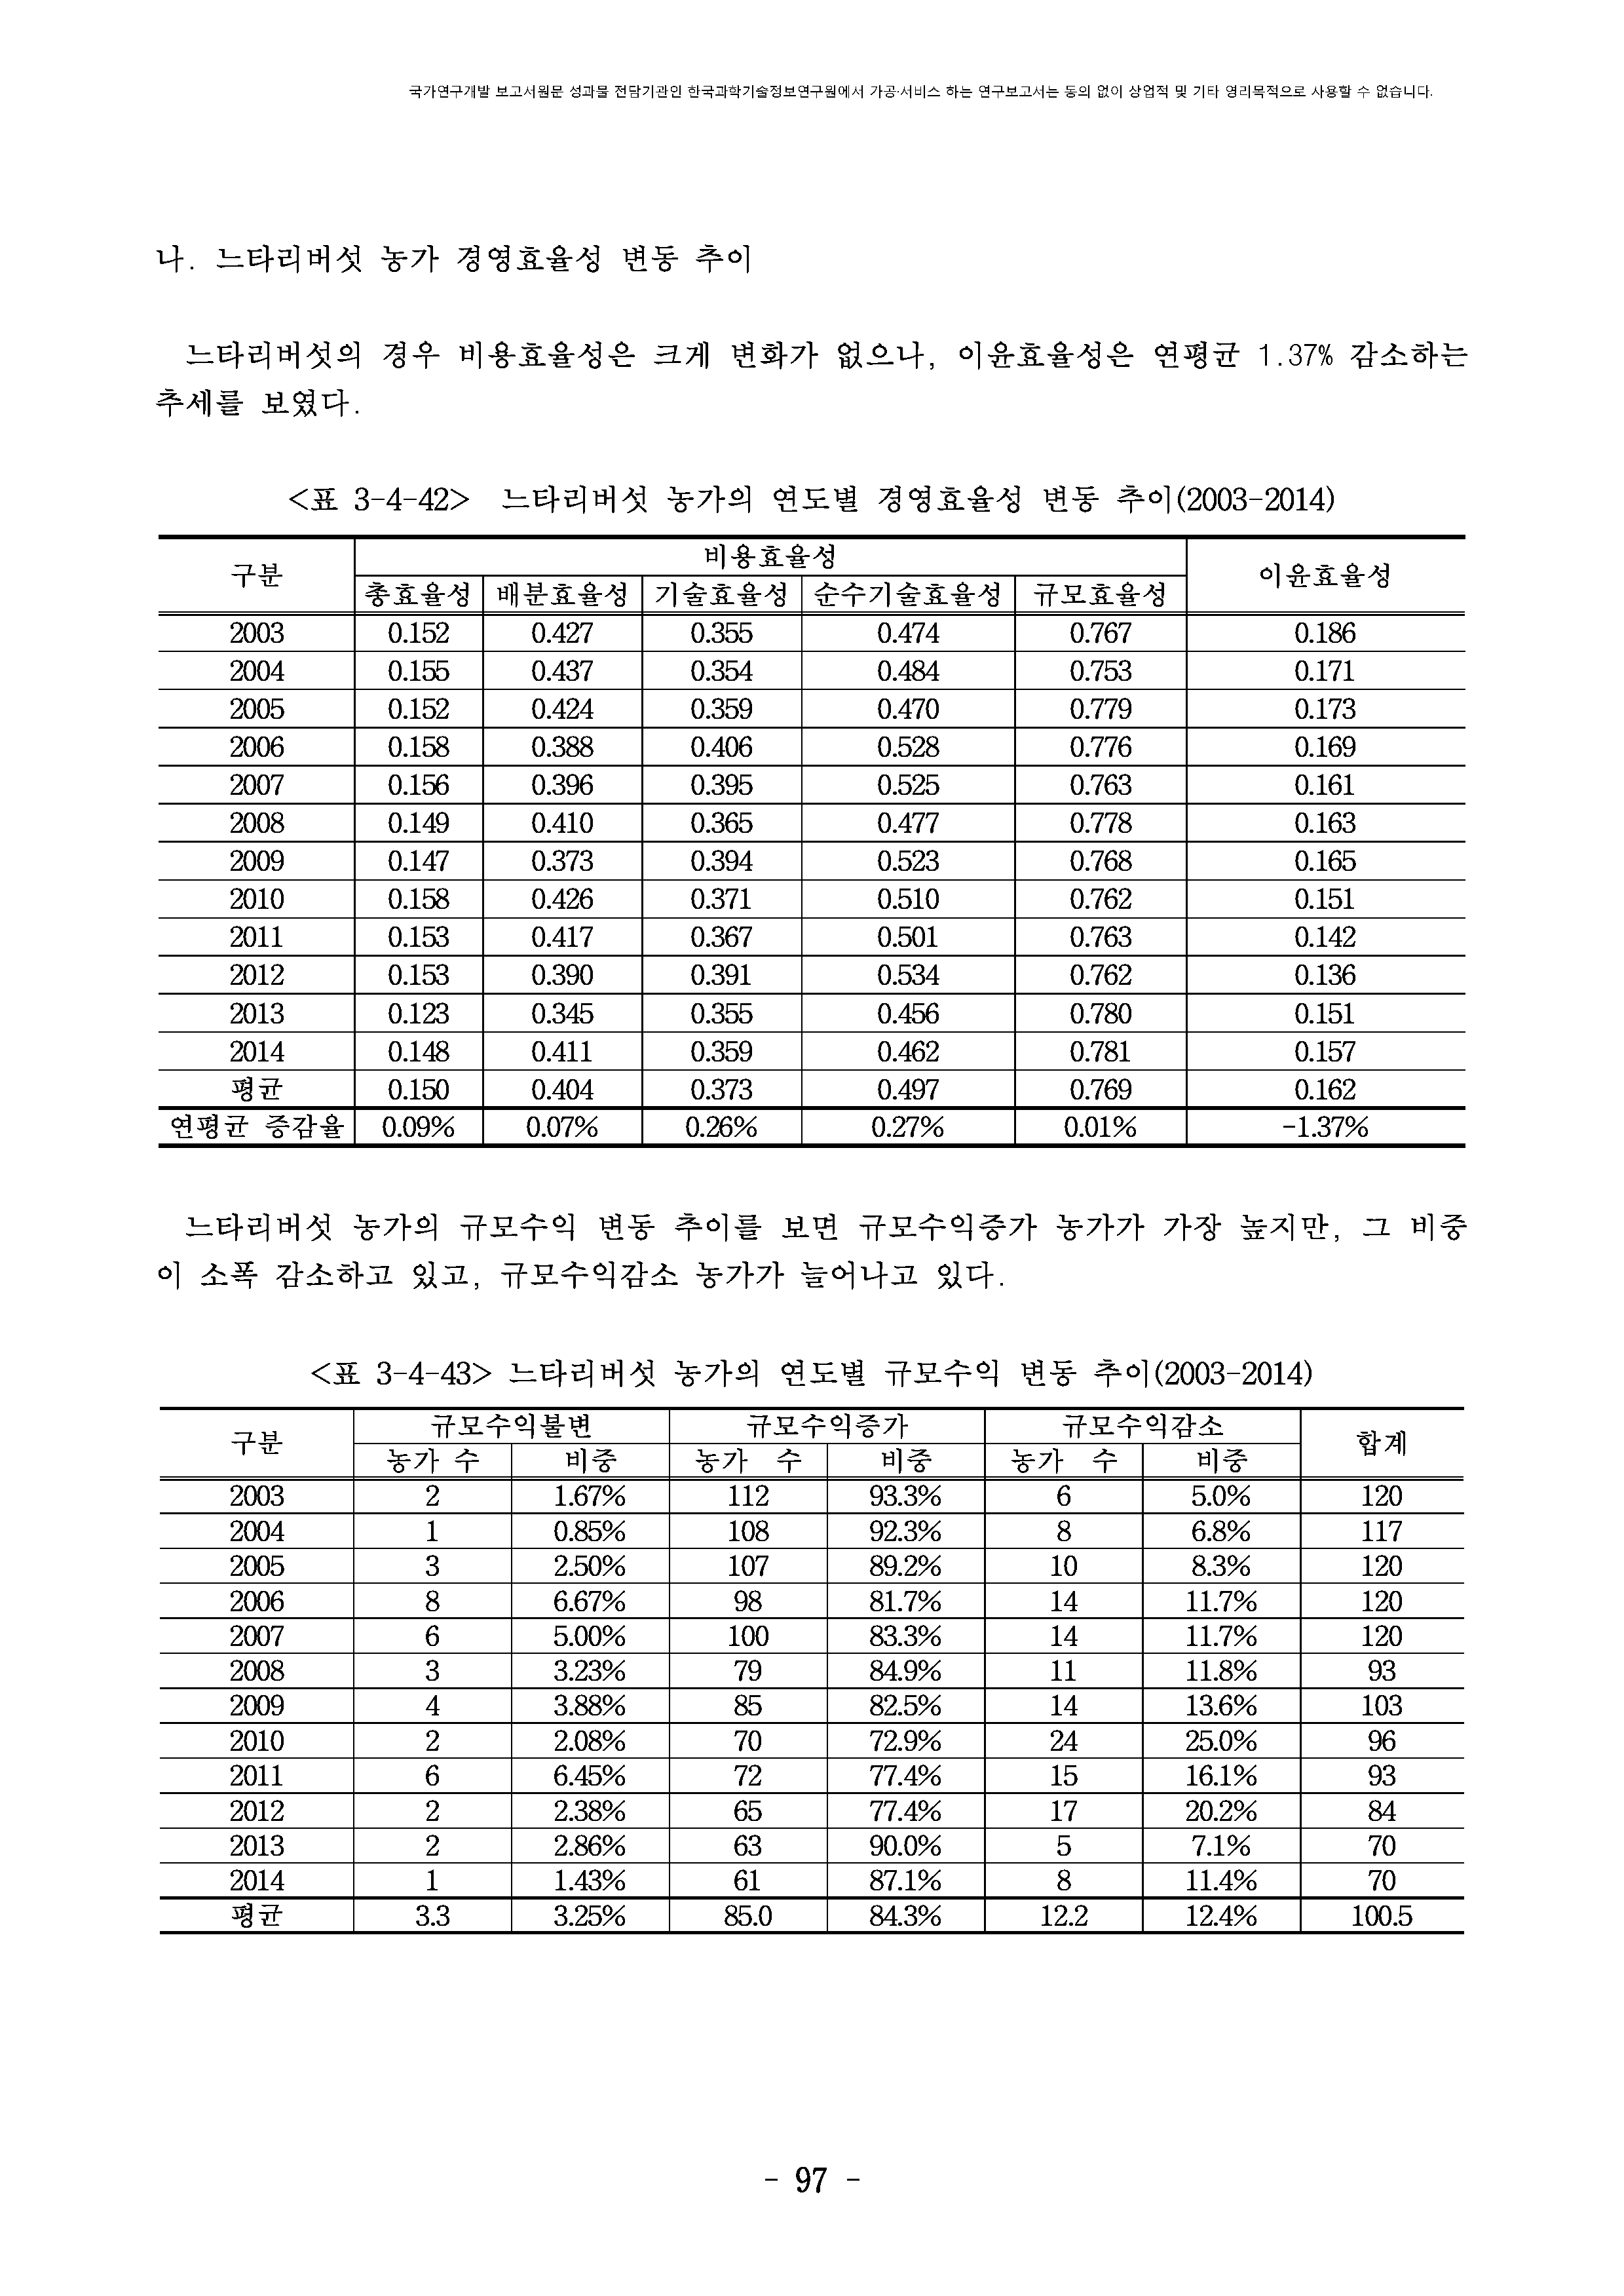 국가연구개발 보고서원문 성과물 전담기관인 한국과학기술정보연구원에서 가공·서비스 하는 연구보고서는 동의 없이 상업적 및 기타 영리목적으로 사용할 수 없습니다.
나. 느타리버섯 농가 경영효율성 변동 추이
느타리버섯의 경우 비용효율성은 크게 변화가 없으나, 이윤효율성은 연평균 1.37% 감소하는
추세를 보였다.
<표 3-4-42> 느타리버섯 농가의 연도별 경영효율성 변동 추이(2003-2014)
구분 비용효율성 이윤효율성
총효율성 배분효율성 기술효율성 순수기술효율성 규모효율성
2003 0.152 0.427 0.355 0.474 0.767 0.186
2004 0.155 0.437 0.354 0.484 0.753 0.171
2005 0.152 0.424 0.359 0.470 0.779 0.173
2006 0.158 0.388 0.406 0.528 0.776 0.169
2007 0.156 0.396 0.395 0.525 0.763 0.161
2008 0.149 0.410 0.365 0.477 0.778 0.163
2009 0.147 0.373 0.394 0.523 0.768 0.165
2010 0.158 0.426 0.371 0.510 0.762 0.151
2011 0.153 0.417 0.367 0.501 0.763 0.142
2012 0.153 0.390 0.391 0.534 0.762 0.136
2013 0.123 0.345 0.355 0.456 0.780 0.151
2014 0.148 0.411 0.359 0.462 0.781 0.157
평균 0.150 0.404 0.373 0.497 0.769 0.162
연평균 증감율 0.09% 0.07% 0.26% 0.27% 0.01% -1.37%
느타리버섯 농가의 규모수익 변동 추이를 보면 규모수익증가 농가가 가장 높지만, 그 비중
이 소폭 감소하고 있고, 규모수익감소 농가가 늘어나고 있다.
<표 3-4-43> 느타리버섯 농가의 연도별 규모수익 변동 추이(2003-2014)
구분 규모수익불변 규모수익증가 규모수익감소 합계
농가 수 비중 농가 수 비중 농가 수 비중
2003 2 1.67% 112 93.3% 6 5.0% 120
2004 1 0.85% 108 92.3% 8 6.8% 117
2005 3 2.50% 107 89.2% 10 8.3% 120
2006 8 6.67% 98 81.7% 14 11.7% 120
2007 6 5.00% 100 83.3% 14 11.7% 120
2008 3 3.23% 79 84.9% 11 11.8% 93
2009 4 3.88% 85 82.5% 14 13.6% 103
2010 2 2.08% 70 72.9% 24 25.0% 96
2011 6 6.45% 72 77.4% 15 16.1% 93
2012 2 2.38% 65 77.4% 17 20.2% 84
2013 2 2.86% 63 90.0% 5 7.1% 70
2014 1 1.43% 61 87.1% 8 11.4% 70
평균 3.3 3.25% 85.0 84.3% 12.2 12.4% 100.5
- 97 -